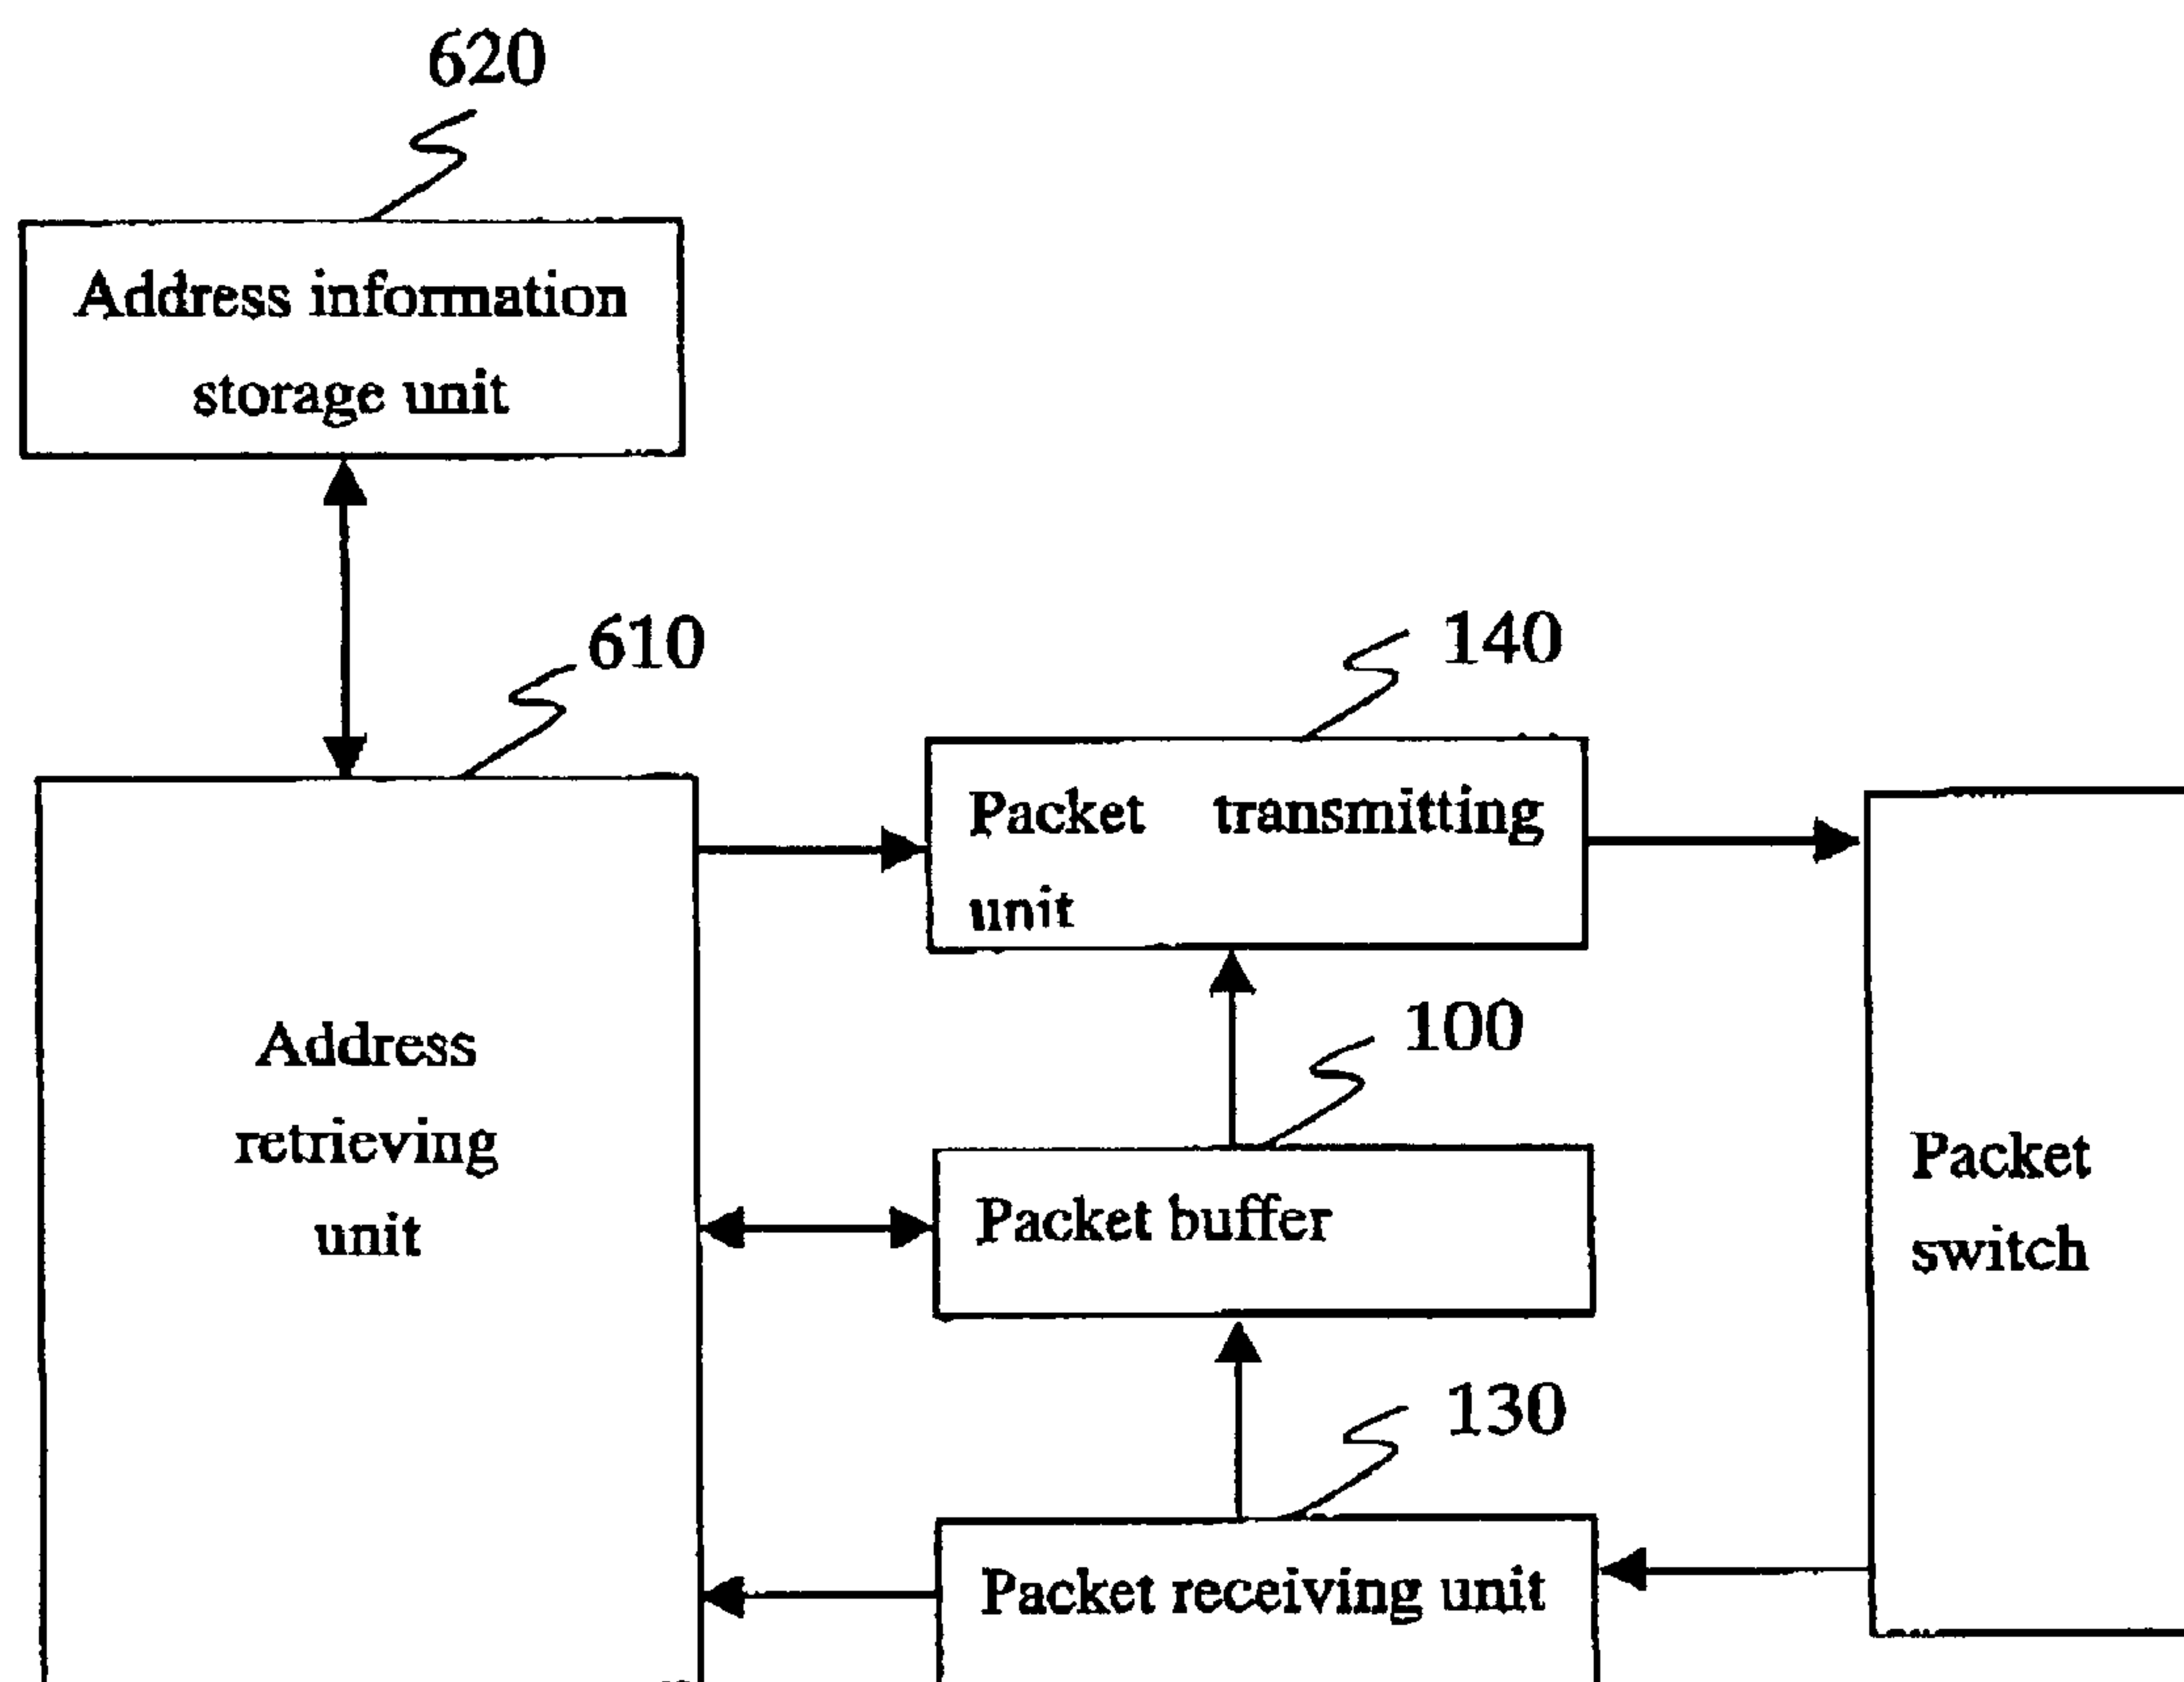 620
Address information
storage unit
610
140
Packet transmitting
unit
100
Address
retrieving
unit
Packet buffer
Packet
switch
130
Packet receiving unit